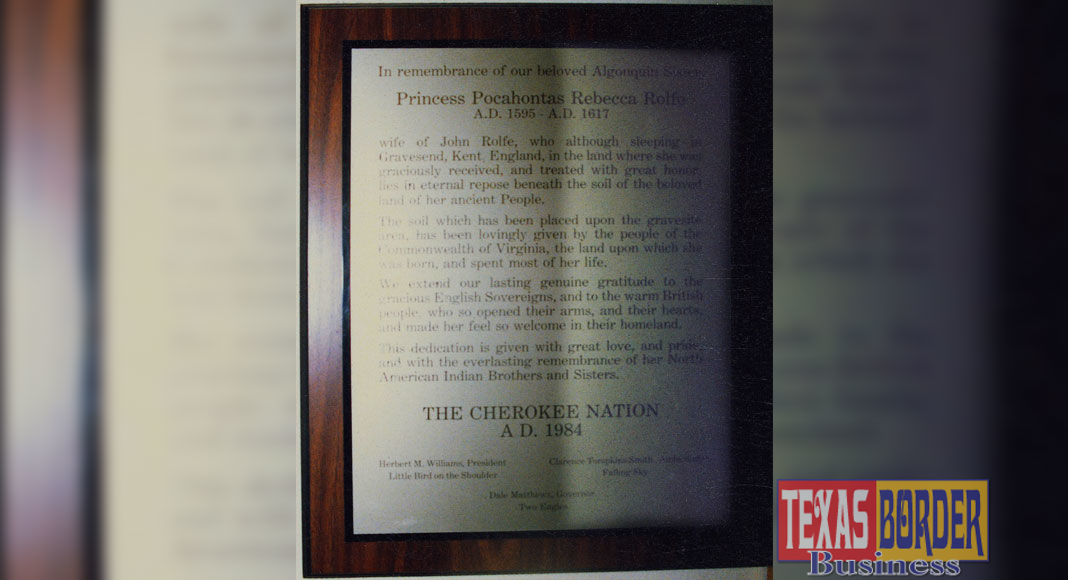 In remembrance of our beloved Algonquin Sister
Princess Pocahontas Rebecca Rolfe
A.D. 1595 - A.D. 1617
wife of John Rolfe, who although sleeping in
Gravesend, Kent, England, in the land where she was
graciously received, and treated with great honor,
lies in eternal repose beneath the soil of the beloved
land of her ancient People.
The soil which has been placed upon the gravesite
area, has been lovingly given by the people of the
Commonwealth of Virginia, the land upon which she
was born, and spent most of her life.
We extend our lasting genuine gratitude to the
gracious English Sovereigns, and to the warm British
people, who so opened their arms, and their hearts,
and made her feel so welcome in their homeland.
This dedication is given with great love, and pride,
and with the everlasting remembrance of her North
American Indian Brothers and Sisters.
THE CHEROKEE NATION
A.D. 1984
Herbert M. Williams, President
Clarence Tompkins-Smith
Little Bird on the Shoulder
Falling Sky
Dale Matthews, Governor
Two Eagles
TEXAS BORDER
Business